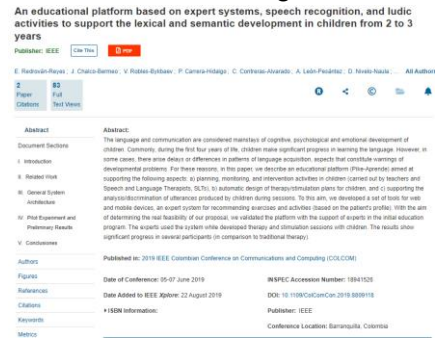 An educational platform based on expert systems, speech recognition, and ludic
activities to support the lexical and semantic development in children from 2 to 3
years
Publisher: IEEE
Cite This
PDF
E. Redrován-Reyes ; J. Chalco-Bermeo ; V. Robles-Bykbaev ; P. Carrera-Hidalgo ; C. Contreras-Alvarado ; A. León-Pesántez ; D. Nivelo-Naula ; ... All Authors
2
Paper
Citations
83
Full
Text Views
Abstract
Document Sections
I. Introduction
II. Related Work
III. General System
Architecture
IV. Pilot Experiment and
Preliminary Results
V. Conclusiones
Authors
Figures
References
Citations
Keywords
Metrics
Abstract:
The language and communication are considered mainstays of cognitive, psychological and emotional development of
children. Commonly, during the first four years of life, children make significant progress in learning the language. However, in
some cases, there arise delays or differences in patterns of language acquisition, aspects that constitute warnings of
developmental problems. For these reasons, in this paper, we describe an educational platform (Pike-Aprende) aimed at
supporting the following aspects: a) planning, monitoring, and intervention activities in children (carried out by teachers and
Speech and Language Therapists, SLTs), b) automatic design of therapy/stimulation plans for children, and c) supporting the
analysis/discrimination of utterances produced by children during sessions. To this aim, we developed a set of tools for web
and mobile devices, an expert system for recommending exercises and activities (based on the patient's profile). With the aim
of determining the real feasibility of our proposal, we validated the platform with the support of experts in the initial education
program. The experts used the system while developed therapy and stimulation sessions with children. The results show
significant progress in several participants (in comparison to traditional therapy).
Published in: 2019 IEEE Colombian Conference on Communications and Computing (COLCOM)
Date of Conference: 05-07 June 2019
Date Added to IEEE Xplore: 22 August 2019
ISBN Information:
INSPEC Accession Number: 18941526
DOI: 10.1109/ColComCon.2019.8809116
Publisher: IEEE
Conference Location: Barranquilla, Colombia